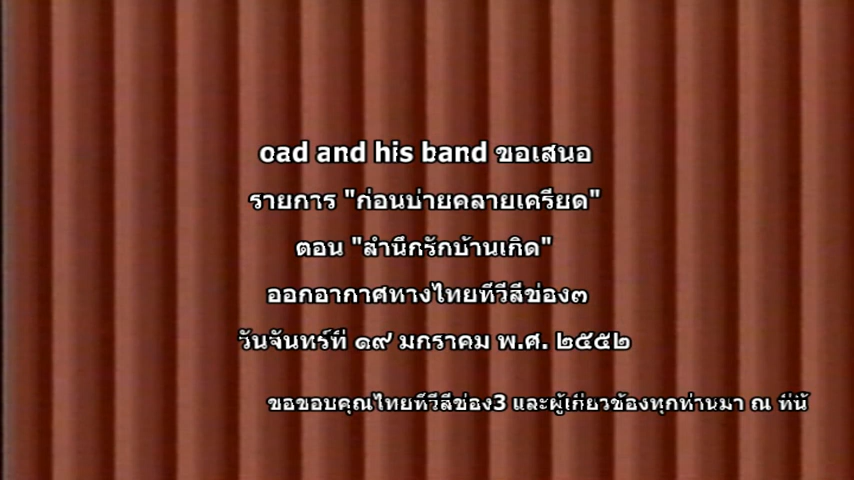 oad and his band ขอเสนอ
รายการ "ก่อนบ่ายคลายเครียด"
ตอน "สำนึกรักบ้านเกิด"
ออกอากาศทางไทยทีวีสีช่อง๓
วันจันทร์ที่ ๑๙ มกราคม พ.ศ. ๒๕๕๒
ขอขอบคุณไทยทีวีสีช่อง3 และผู้เกี่ยวข้องทุกท่านมา ณ ที่นี้